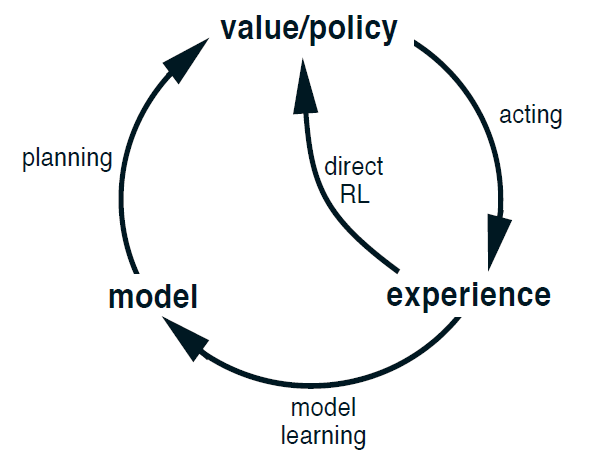 value/policy
acting
planning
direct
RL
model
experience
model
learning